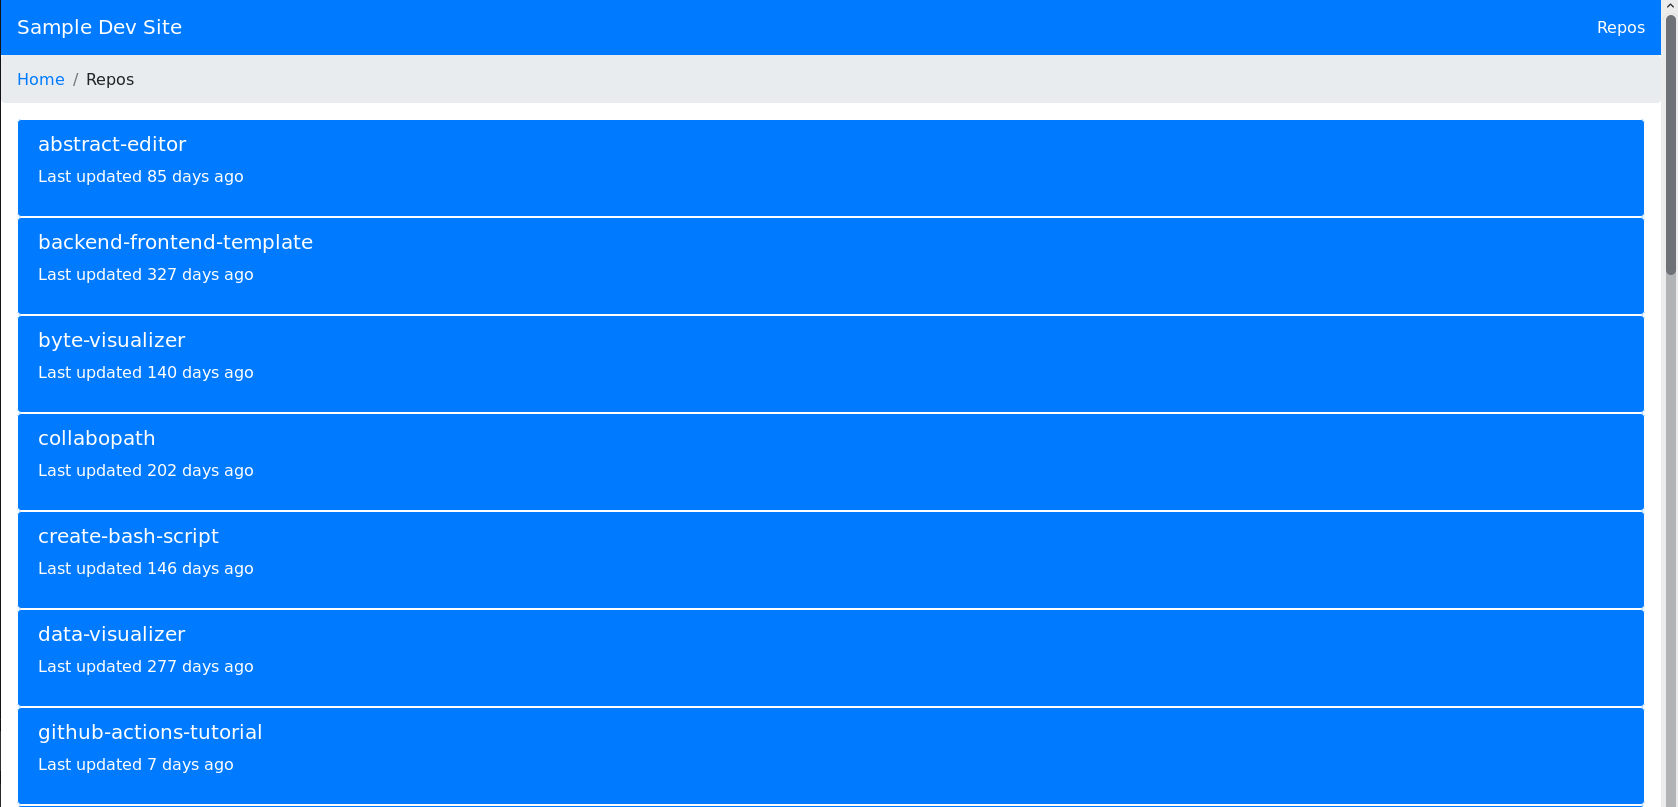 Sample Dev Site
Repos
Home / Repos
abstract-editor
Last updated 85 days ago
backend-frontend-template
Last updated 327 days ago
byte-visualizer
Last updated 140 days ago
collabopath
Last updated 202 days ago
create-bash-script
Last updated 146 days ago
data-visualizer
Last updated 277 days ago
github-actions-tutorial
Last updated 7 days ago